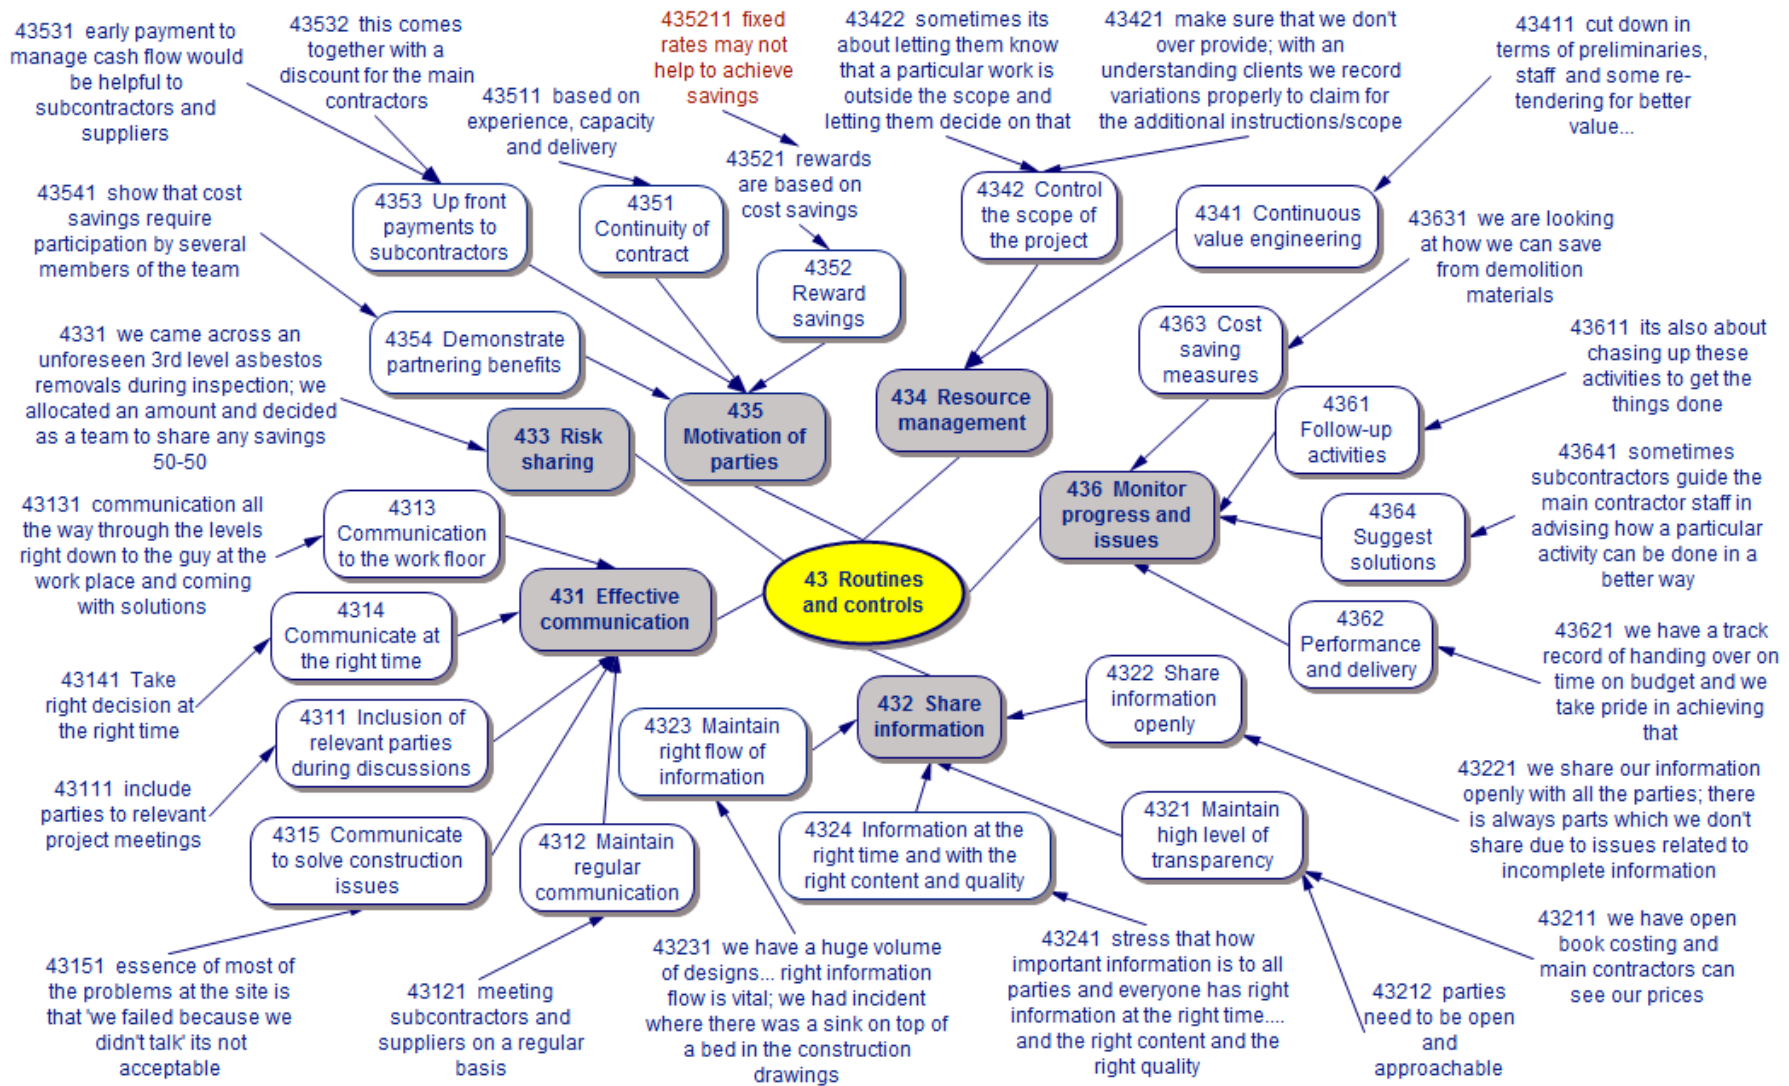 43531 early payment to
manage cash flow would
be helpful to
subcontractors and
suppliers
43532 this comes
together with a
discount for the main
contractors
43511 based on
experience, capacity
and delivery
435211 fixed
rates may not
help to achieve
savings
43521 rewards
are based on
cost savings
43422 sometimes its
about letting them know
that a particular work is
outside the scope and
letting them decide on that
43421 make sure that we don't
over provide; with an
understanding clients we record
variations properly to claim for
the additional instructions/scope
43411 cut down in
terms of preliminaries,
staff and some re-
tendering for better
value...
43541 show that cost
savings require
participation by several
members of the team
4353 Up front
payments to
subcontractors
4351
Continuity of
contract
4352
Reward
savings
4342 Control
the scope of
the project
4341 Continuous
value engineering
43631 we are looking
at how we can save
from demolition
materials
4331 we came across an
unforeseen 3rd level asbestos
removals during inspection; we
allocated an amount and decided
as a team to share any savings
50-50
4354 Demonstrate
partnering benefits
433 Risk
sharing
435
Motivation of
parties
434 Resource
management
4363 Cost
saving
measures
4361
Follow-up
activities
43611 its also about
chasing up these
activities to get the
things done
43131 communication all
the way through the levels
right down to the guy at the
work place and coming
with solutions
4313
Communication
to the work floor
436 Monitor
progress and
issues
4364
Suggest
solutions
43641 sometimes
subcontractors guide the
main contractor staff in
advising how a particular
activity can be done in a
better way
4314
Communicate at
the right time
431 Effective
communication
43 Routines
and controls
4362
Performance
and delivery
43621 we have a track
record of handing over on
time on budget and we
take pride in achieving
that
43141 Take
right decision at
the right time
4311 Inclusion of
relevant parties
during discussions
4323 Maintain
right flow of
information
432 Share
information
4322 Share
information
openly
43111 include
parties to relevant
project meetings
4315 Communicate
to solve construction
issues
4312 Maintain
regular
communication
4324 Information at the
right time and with the
right content and quality
4321 Maintain
high level of
transparency
43221 we share our information
openly with all the parties; there
is always parts which we don't
share due to issues related to
incomplete information
43151 essence of most of
the problems at the site is
that 'we failed because we
didn't talk' its not
acceptable
43121 meeting
subcontractors and
suppliers on a regular
basis
43231 we have a huge volume
of designs... right information
flow is vital; we had incident
where there was a sink on top of
a bed in the construction
drawings
43241 stress that how
important information is to all
parties and everyone has right
information at the right time....
and the right content and the
right quality
43212 parties
need to be open
and
approachable
43211 we have open
book costing and
main contractors can
see our prices